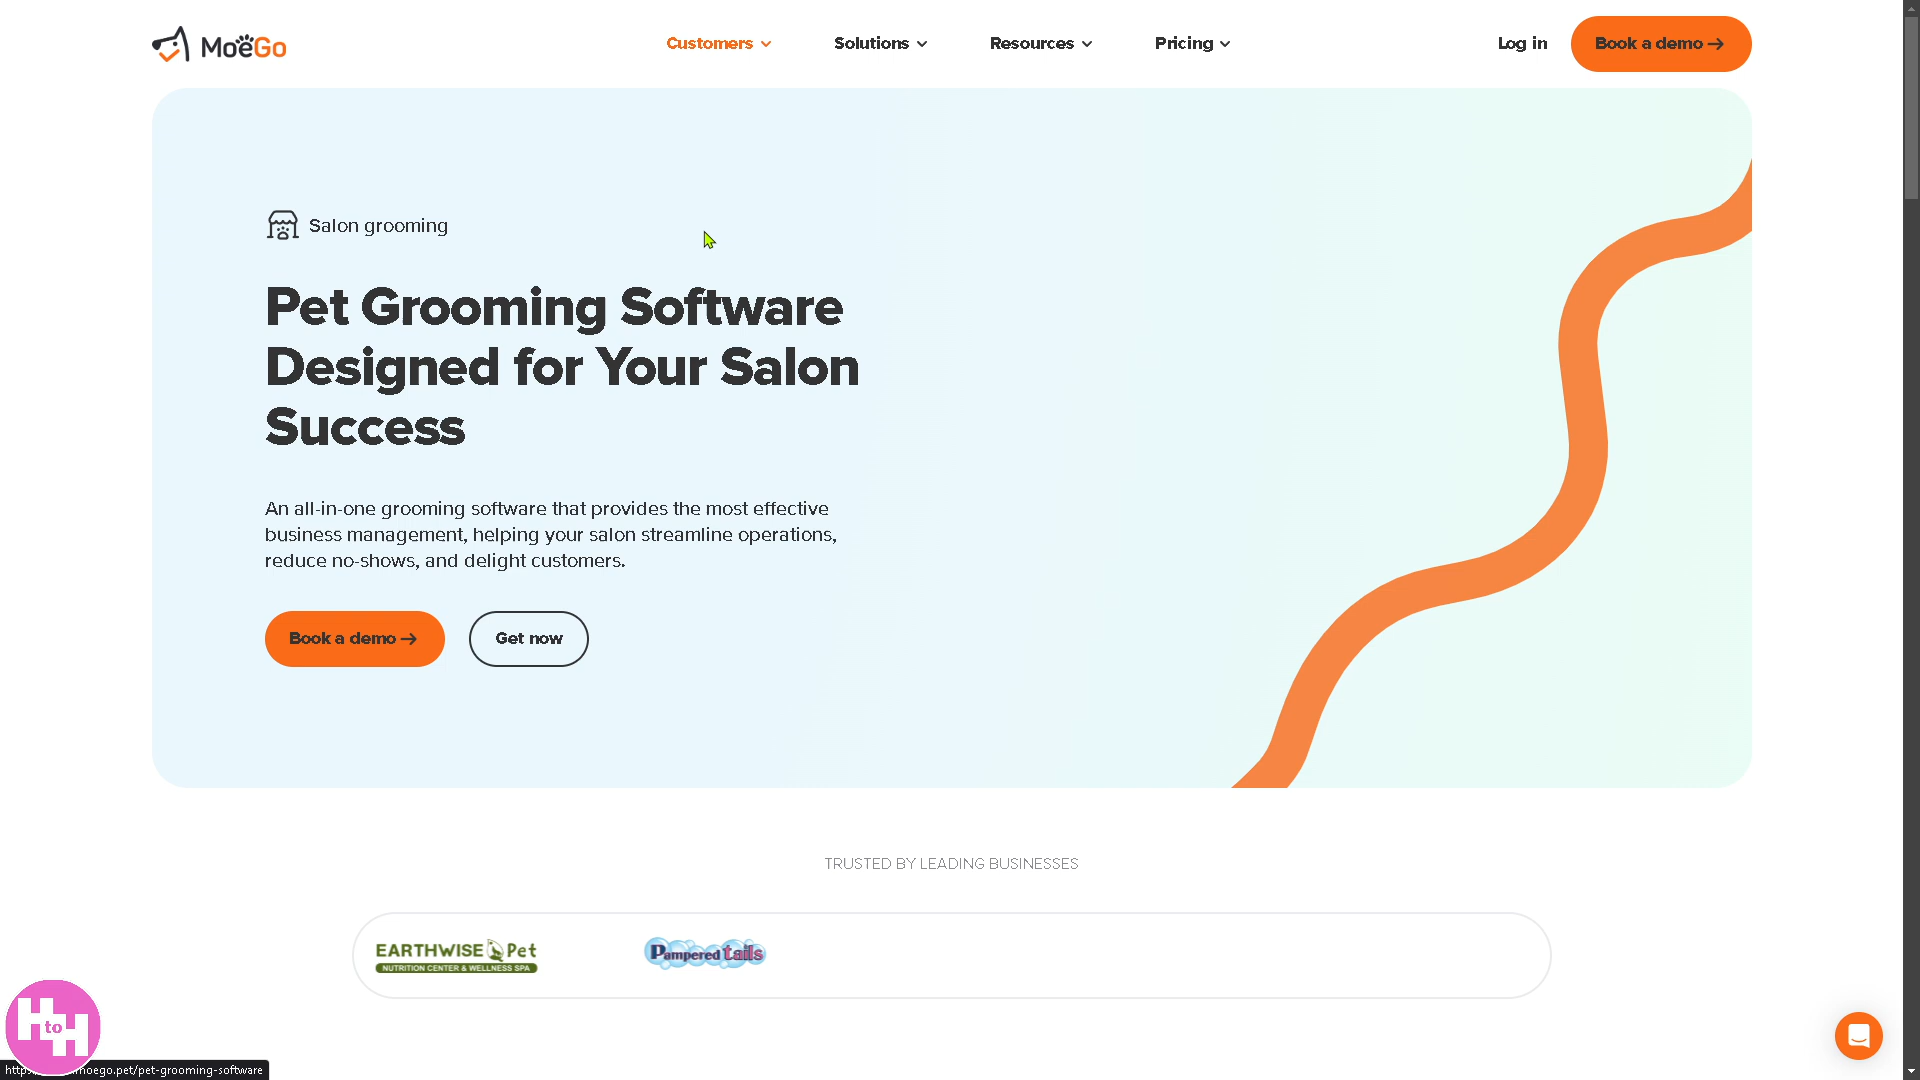 MoeGo
Customers
Solutions
Resources
Pricing
Log in
Book a demo
Salon grooming
Pet Grooming Software
Designed for Your Salon
Success
An all-in-one grooming software that provides the most effective
business management, helping your salon streamline operations,
reduce no-shows, and delight customers.
Book a demo
Get now
TRUSTED BY LEADING BUSINESSES
EARTHWISE Pet
NUTRITION CENTER & WELLNESS SPA
Pampered tails
H to H
moego.pet/pet-grooming-software